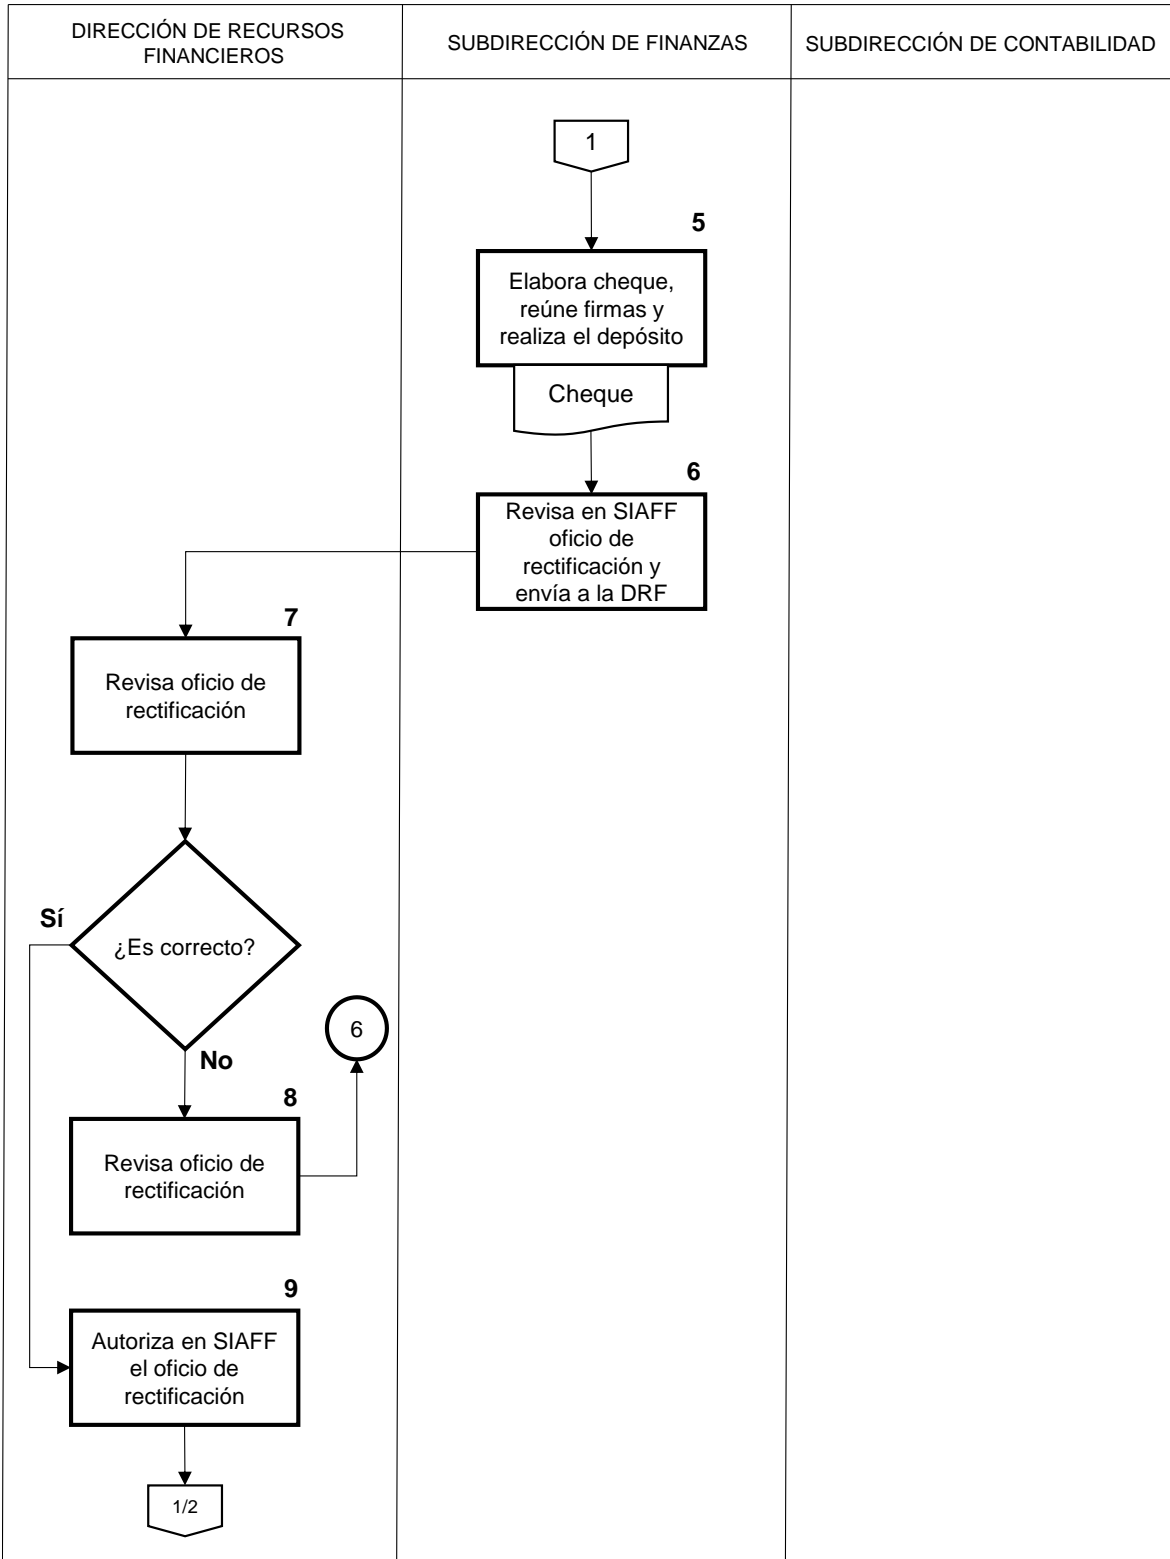 DIRECCIÓN DE RECURSOS
FINANCIEROS
SUBDIRECCIÓN DE FINANZAS
SUBDIRECCIÓN DE CONTABILIDAD
1
5
Elabora cheque,
reúne firmas y
realiza el depósito
Cheque
6
Revisa en SIAFF
oficio de
rectificación y
envía a la DRF
7
Revisa oficio de
rectificación
Sí
¿Es correcto?
6
No
8
Revisa oficio de
rectificación
9
Autoriza en SIAFF
el oficio de
rectificación
1/2